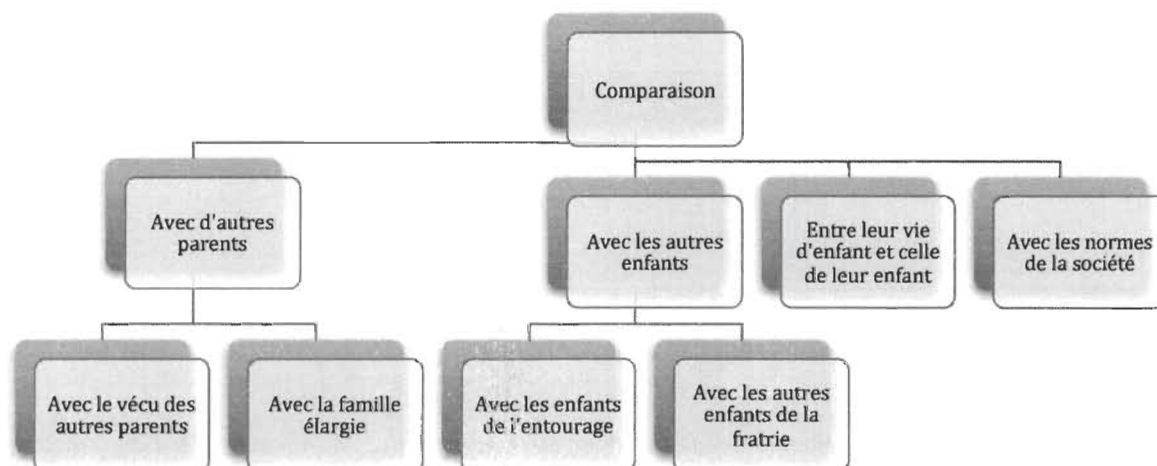 Comparaison
Avec d'autres
parents
Avec les autres
enfants
Entre leur vie
d'enfant et celle
de leur enfant
Avec les normes
de la société
Avec le vécu des
autres parents
Avec la famille
élargie
Avec les enfants
de l'entourage
Avec les autres
enfants de la
fratrie